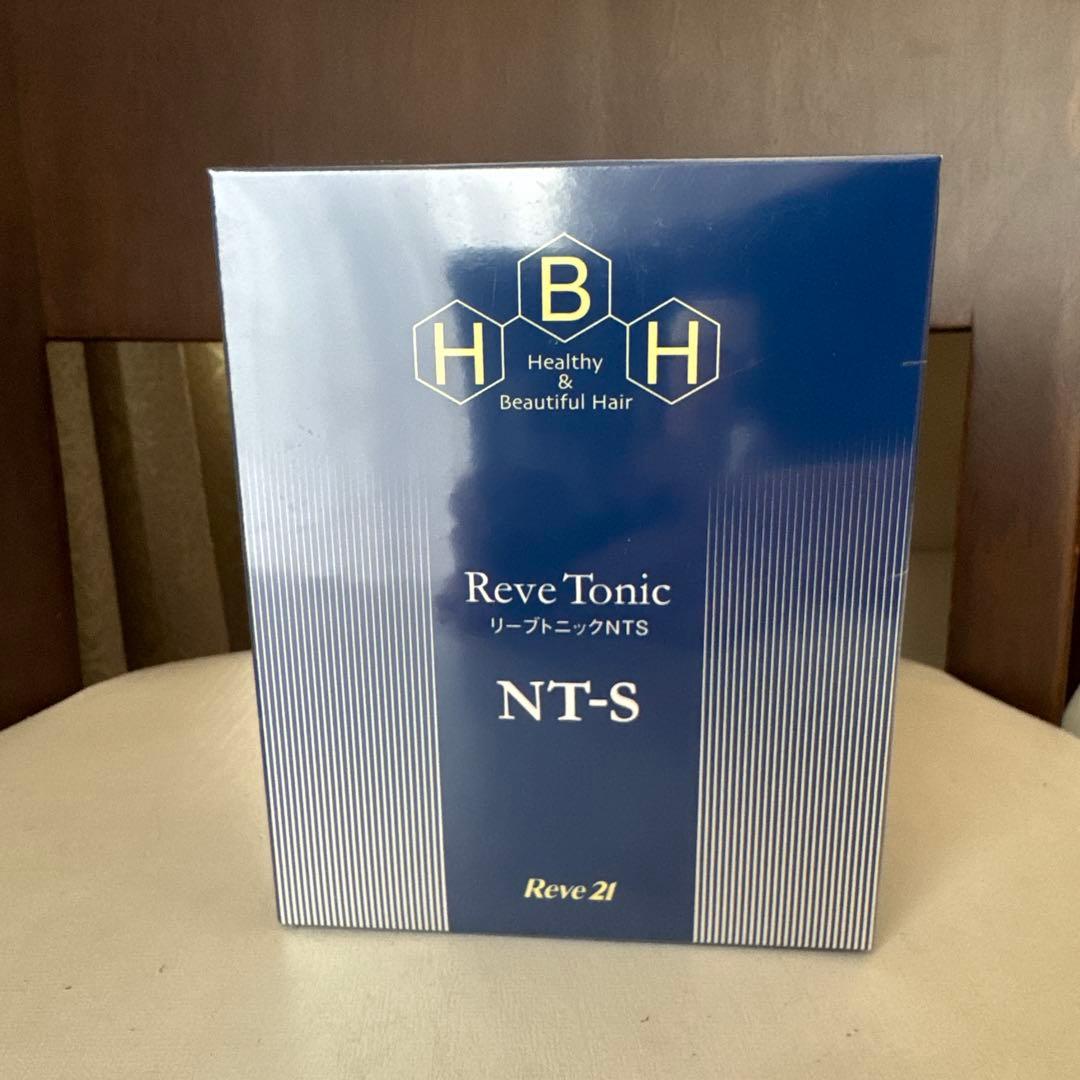 B
H H
Healthy
&
Beautiful Hair
Reve Tonic
リーブトニックNTS
NT-S
Reve 21